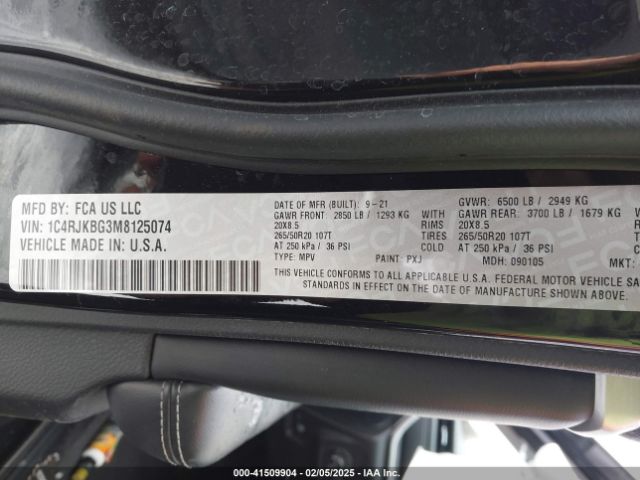 MFD BY: FCA US LLC
VIN: 1C4RJKBG3M8125074
VEHICLE MADE IN: U.S.A.
DATE OF MFR (BUILT): 9-21 GVWR: 6500 LB / 2949 KG
GAWR FRONT: 2850 LB / 1293 KG WITH GAWR REAR: 3700 LB / 1679 KG
20X8.5 RIMS 20X8.5
265/50R20 107T TIRES 265/50R20 107T
AT 250 kPa / 36 PSI COLD AT 250 kPa / 36 PSI
TYPE: MPV PAINT: PXJ MDH: 090105 MKT:
THIS VEHICLE CONFORMS TO ALL APPLICABLE U.S.A. FEDERAL MOTOR VEHICLE SA
STANDARDS IN EFFECT ON THE DATE OF MANUFACTURE SHOWN ABOVE.
000-41509904 - 02/05/2025 - IAA Inc.